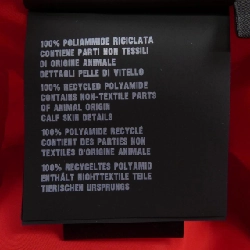 100% POLIAMMIDE RICICLATA
CONTIENE PARTI NON TESSILI
DI ORIGINE ANIMALE
DETTAGLI PELLE DI VITELLO
100% RECYCLED POLYAMIDE
CONTAINS NON-TEXTILE PARTS
OF ANIMAL ORIGIN
CALF SKIN DETAILS
100% POLYAMIDE RECYCLÉ
CONTIENT DES PARTIES NON
TEXTILES D'ORIGINE ANIMALE
100% RECYCELTES POLYAMID
ENTHÄLT NICHTTEXTILE TEILE
TIERISCHEN URSPRUNGS